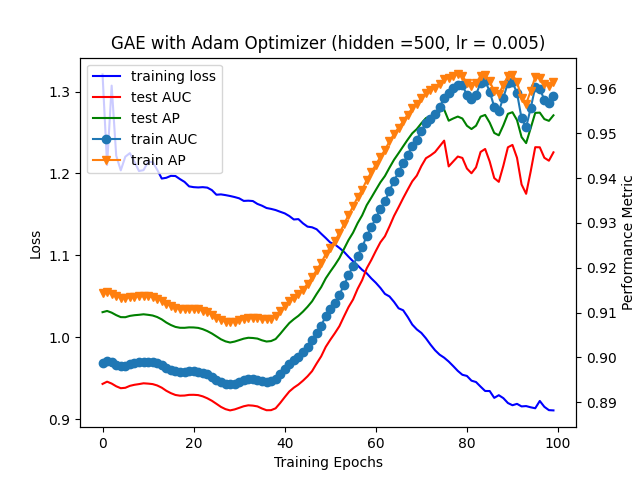 GAE with Adam Optimizer (hidden =500, lr = 0.005)
training loss
test AUC
test AP
train AUC
train AP
Loss
1.3
1.2
1.1
1.0
0.9
0.96
0.95
0.94
0.93
0.92
0.91
0.90
0.89
Performance Metric
0
20
40
60
80
100
Training Epochs